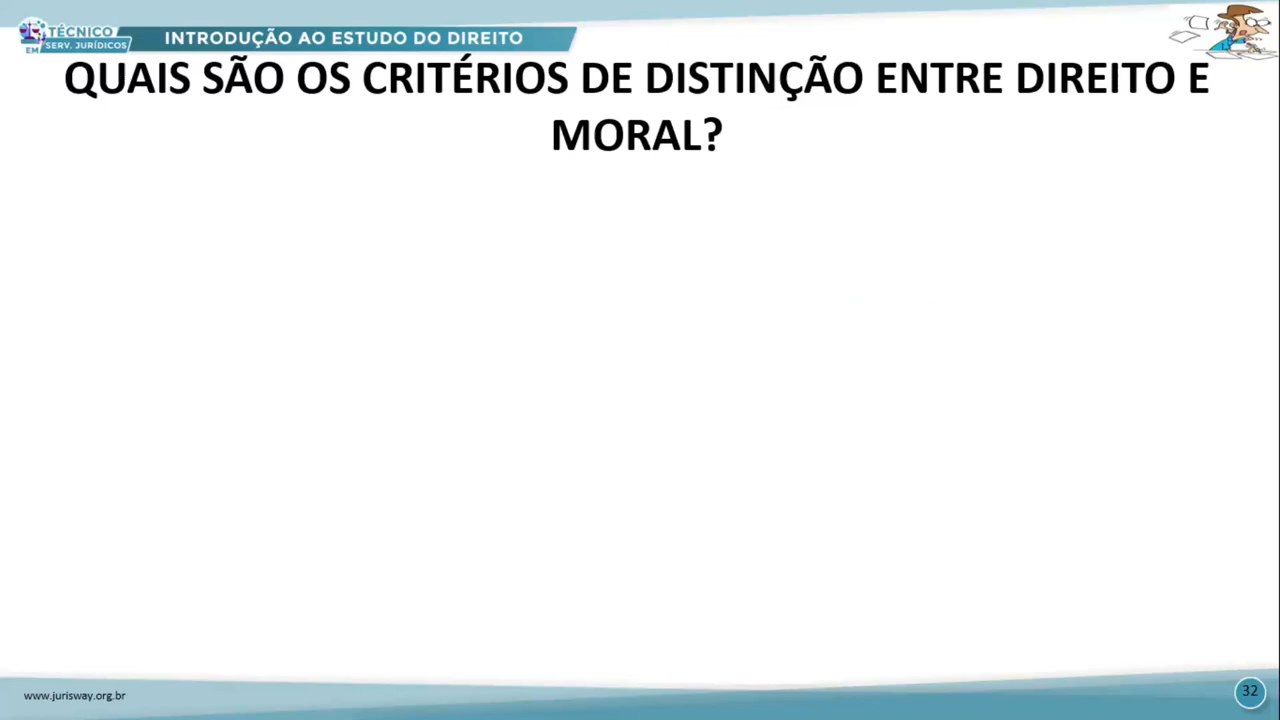 TÉCNICO
EM SERV. JURÍDICOS
INTRODUÇÃO AO ESTUDO DO DIREITO
QUAIS SÃO OS CRITÉRIOS DE DISTINÇÃO ENTRE DIREITO E
MORAL?
www.jurisway.org.br
32